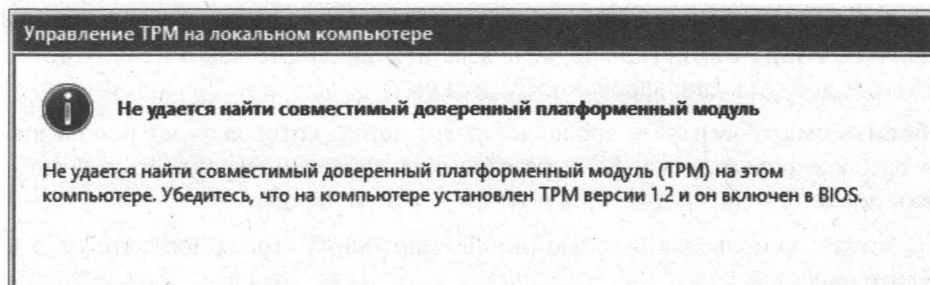 Управление TPM на локальном компьютере
Не удается найти совместимый доверенный платформенный модуль
Не удается найти совместимый доверенный платформенный модуль (TPM) на этом
компьютере. Убедитесь, что на компьютере установлен TPM версии 1.2 и он включен в BIOS.